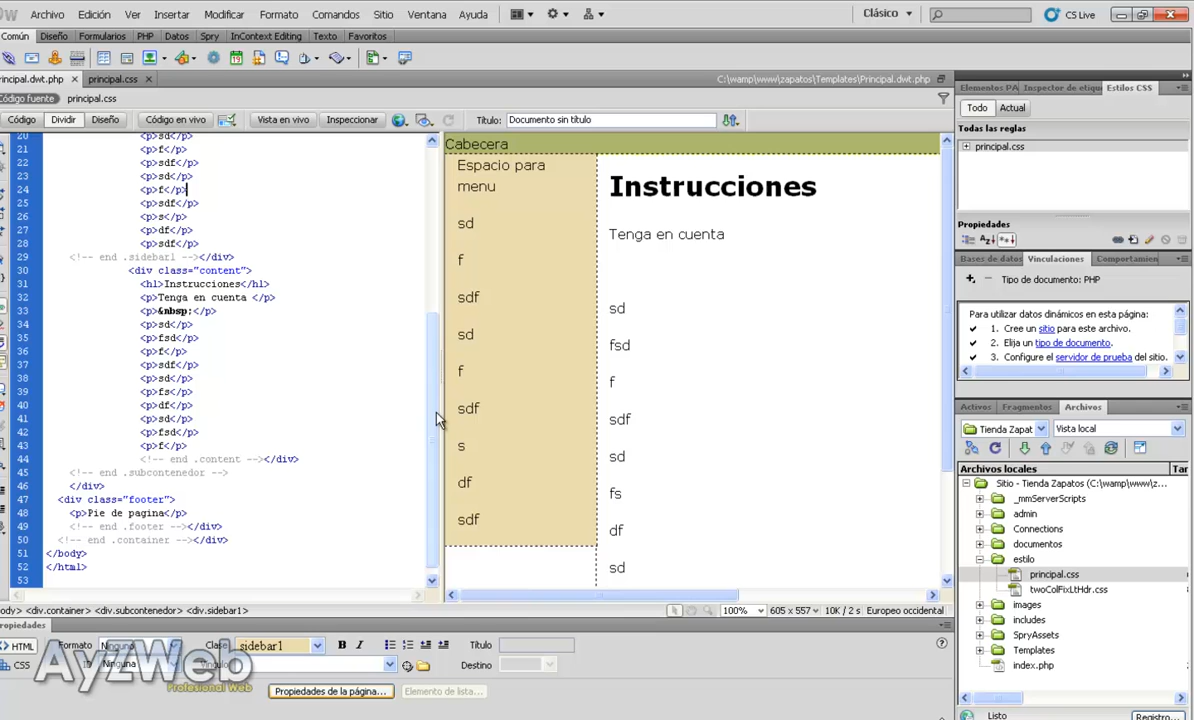 Archivo Edición Ver Insertar Modificar Formato Comandos Sitio Ventana Ayuda Clásico CS Live
Común Diseño Formularios PHP Datos Spry InContext Editing Texto Favoritos
rincipal.dwt.php principal.css C:\wamp\www\zapatos\Templates\Principal.dwt.php
Código fuente principal.css
Código Dividir Diseño Código en vivo Vista en vivo Inspeccionar Título: Documento sin título
20 <p>sd</p>
21 <p>f</p>
22 <p>sdf</p>
23 <p>sd</p>
24 <p>f</p>
25 <p>sdf</p>
26 <p>s</p>
27 <p>df</p>
28 <p>sdf</p>
29 <!-- end .sidebar1 --></div>
30 <div class="content">
31 <h1>Instrucciones</h1>
32 <p>Tenga en cuenta </p>
33 <p>&nbsp;</p>
34 <p>sd</p>
35 <p>fsd</p>
36 <p>f</p>
37 <p>sdf</p>
38 <p>sd</p>
39 <p>fs</p>
40 <p>df</p>
41 <p>sd</p>
42 <p>fsd</p>
43 <p>f</p>
44 <!-- end .content --></div>
45 <!-- end .subcontenedor -->
46 </div>
47 <div class="footer">
48 <p>Pie de pagina</p>
49 <!-- end .footer --></div>
50 <!-- end .container --></div>
51 </body>
52 </html>
53
Cabecera
Espacio para
menu
sd
f
sdf
sd
f
sdf
s
df
sdf
Instrucciones
Tenga en cuenta
sd
fsd
f
sdf
sd
fs
df
sd
Elementos PA Inspector de etique Estilos CSS
Todo Actual
Todas las reglas
principal.css
Propiedades
Az
Bases de datos Vinculaciones Comportamien
Tipo de documento: PHP
Para utilizar datos dinámicos en esta página:
1. Cree un sitio para este archivo.
2. Elija un tipo de documento.
3. Configure el servidor de prueba del sitio.
Activos Fragmentos Archivos
Tienda Zapat Vista local
Archivos locales Tar
Sitio - Tienda Zapatos (C:\wamp\www\z...
_mmServerScripts
admin
Connections
documentos
estilo
principal.css
twoColFixLtHdr.css
images
includes
SpryAssets
Templates
index.php
Listo Registro...
ody> <div.container> <div.subcontenedor> <div.sidebar1> 100% 605 x 557 10K / 2 s Europeo occidental
ropiedades
HTML Formato Ninguno Clase sidebar1 B I Título
CSS ID Ninguna Vínculo Destino
Propiedades de la página... Elemento de lista...
AyzWeb
Profesional Web